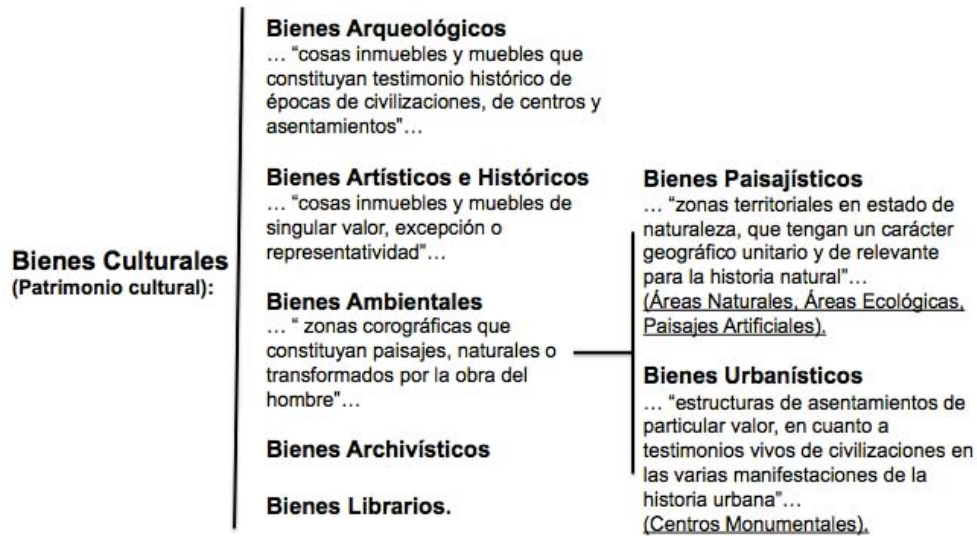 Bienes Culturales
(Patrimonio cultural):
Bienes Arqueológicos
… “cosas inmuebles y muebles que
constituyan testimonio histórico de
épocas de civilizaciones, de centros y
asentamientos”…
Bienes Artísticos e Históricos
… “cosas inmuebles y muebles de
singular valor, excepción o
representatividad”…
Bienes Ambientales
… “ zonas corográficas que
constituyan paisajes, naturales o
transformados por la obra del
hombre”…
Bienes Archivísticos
Bienes Librarios.
Bienes Paisajísticos
… “zonas territoriales en estado de
naturaleza, que tengan un carácter
geográfico unitario y de relevante
para la historia natural”…
(Áreas Naturales, Áreas Ecológicas,
Paisajes Artificiales).
Bienes Urbanísticos
… “estructuras de asentamientos de
particular valor, en cuanto a
testimonios vivos de civilizaciones en
las varias manifestaciones de la
historia urbana”…
(Centros Monumentales).